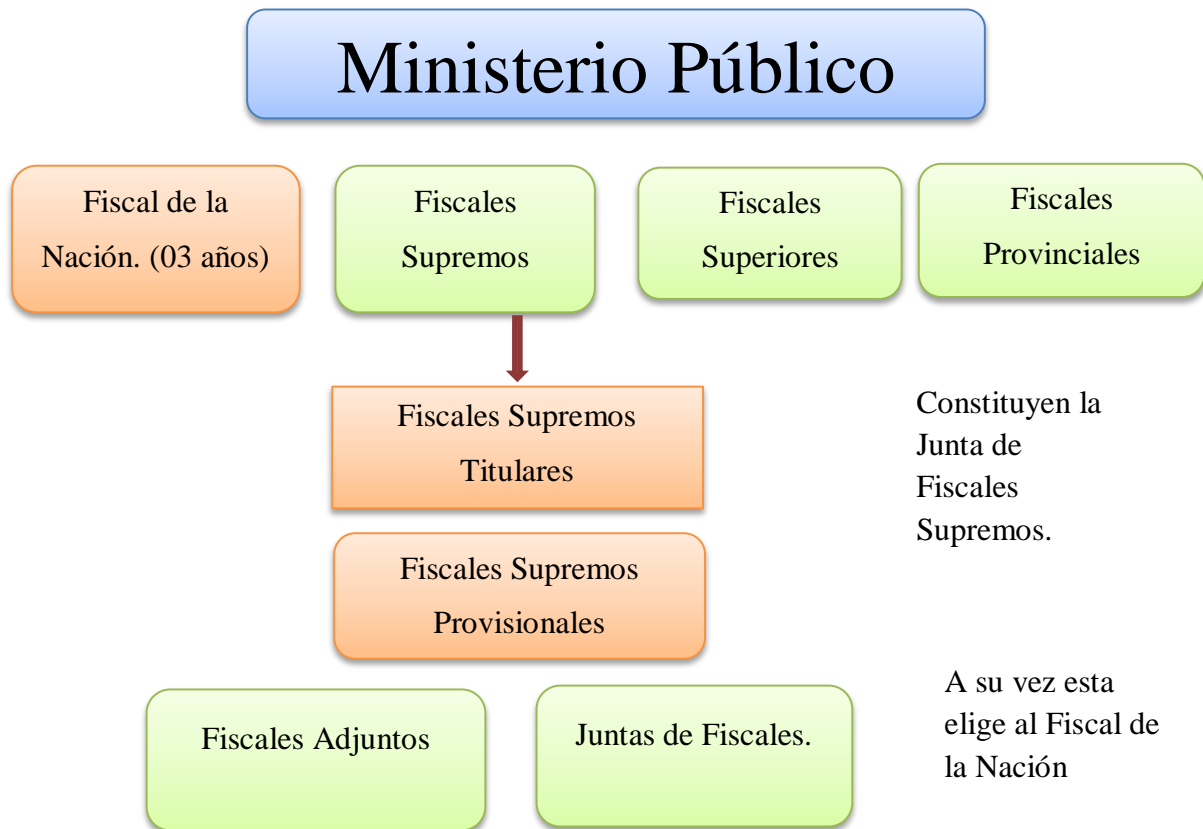 Ministerio Público
Fiscal de la
Nación. (03 años)
Fiscales
Supremos
Fiscales
Superiores
Fiscales
Provinciales
Fiscales Supremos
Titulares
Constituyen la
Junta de
Fiscales
Supremos.
Fiscales Supremos
Provisionales
Fiscales Adjuntos
Juntas de Fiscales.
A su vez esta
elige al Fiscal de
la Nación